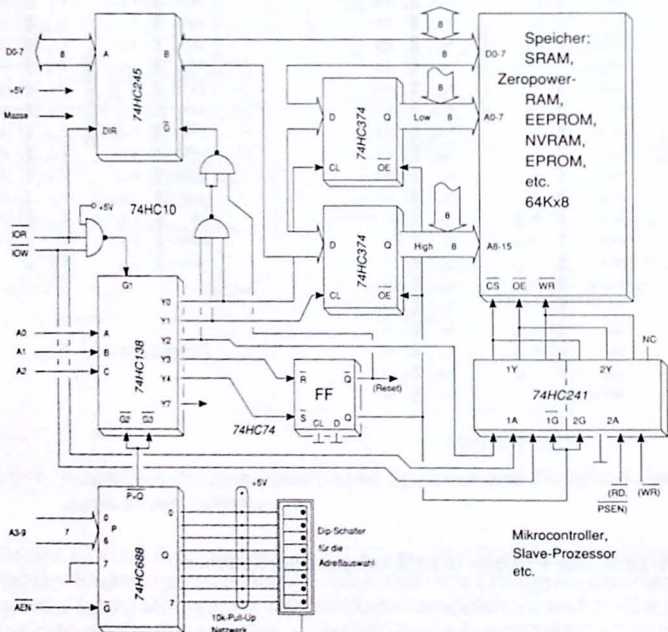 8
D0-7
8
A
8
D0-7
Speicher:
SRAM,
Zeropower-
RAM,
EEPROM,
NVRAM,
EPROM,
etc.
64Kx8
+5V
Massa
DIR
G
74HC245
8
D
Q
Low
8
A0-7
74HC374
CL
OE
74HC10
+5V
IOR
IOW
8
D
Q
High
8
A8-15
74HC374
CL
OE
CS
OE
WR
G1
Y0
Y1
Y2
Y4
Y7
A0
A
A1
B
A2
C
74HC138
G2
G3
R
Q
(Reset)
FF
S
Q
CL
D
74HC74
NC
1Y
2Y
74HC241
1A
1G
2G
2A
(RD,
PSEN)
(WR)
P=Q
+5V
A3-9
7
0
P
6
7
0
Q
7
74HC688
AEN
G
Dip-Schalter
für die
Adreßauswahl
10k-Pull-Up
Netzwerk
Mikrocontroller,
Slave-Prozessor